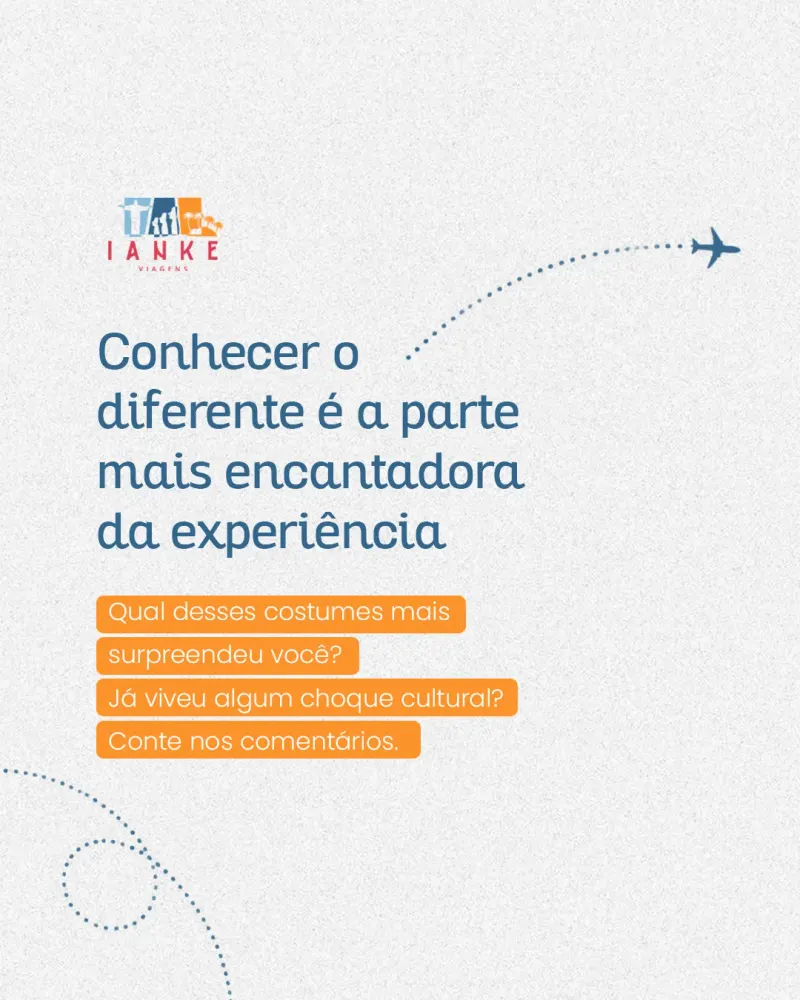 IANKE
VIAGENS
Conhecer o
diferente é a parte
mais encantadora
da experiência
Qual desses costumes mais
surpreendeu você?
Já viveu algum choque cultural?
Conte nos comentários.